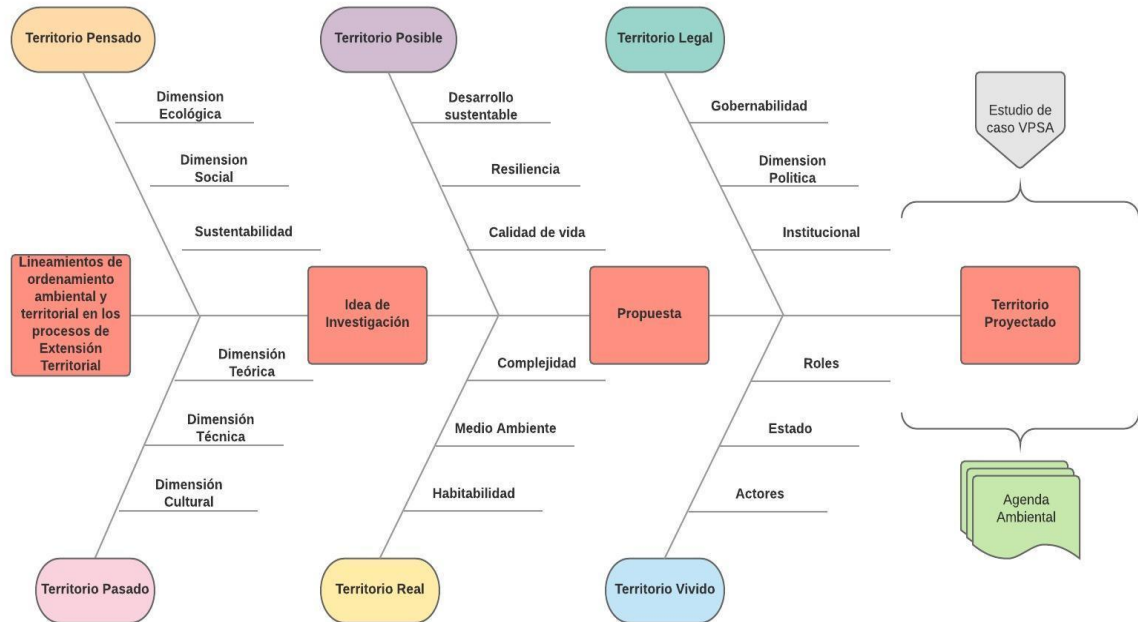 Territorio Pensado
Territorio Posible
Territorio Legal
Dimension
Ecológica
Desarrollo
sustentable
Gobernabilidad
Estudio de
caso VPSA
Dimension
Social
Resiliencia
Dimension
Politica
Sustentabilidad
Calidad de vida
Institucional
Lineamientos de
ordenamiento
ambiental y
territorial en los
procesos de
Extensión
Territorial
Idea de
Investigación
Propuesta
Territorio
Proyectado
Dimensión
Teórica
Complejidad
Roles
Dimensión
Técnica
Medio Ambiente
Estado
Dimensión
Cultural
Habitabilidad
Actores
Agenda
Ambiental
Territorio Pasado
Territorio Real
Territorio Vivido